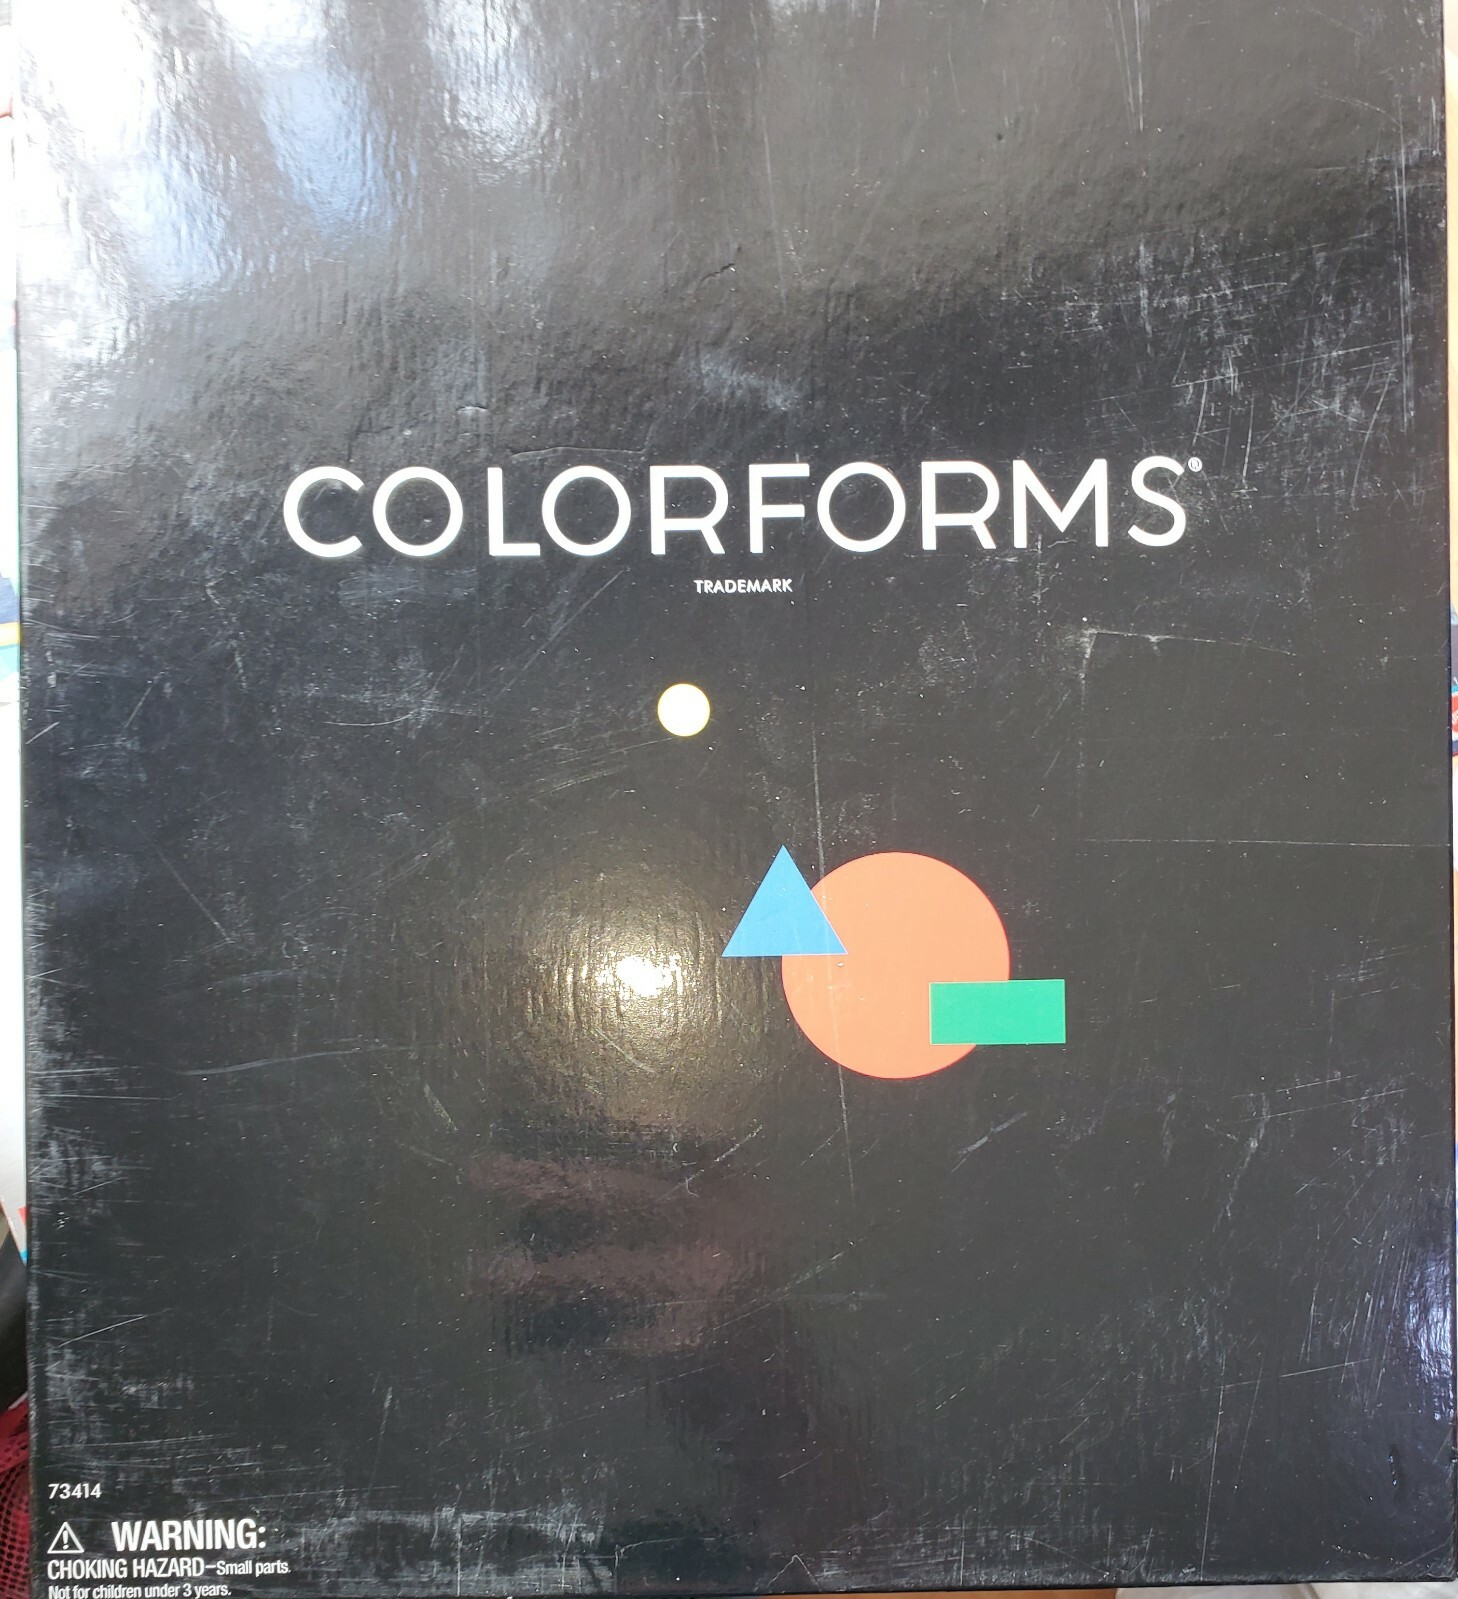 COLORFORMS®
TRADEMARK
73414
WARNING:
CHOKING HAZARD–Small parts.
Not for children under 3 years.